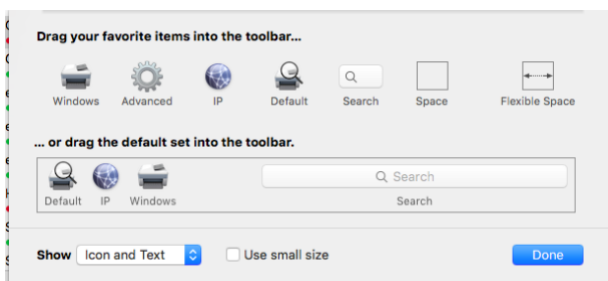 Drag your favorite items into the toolbar...
Windows Advanced IP Default Search Space Flexible Space
... or drag the default set into the toolbar.
Search
Default IP Windows Search
Show Icon and Text Use small size Done